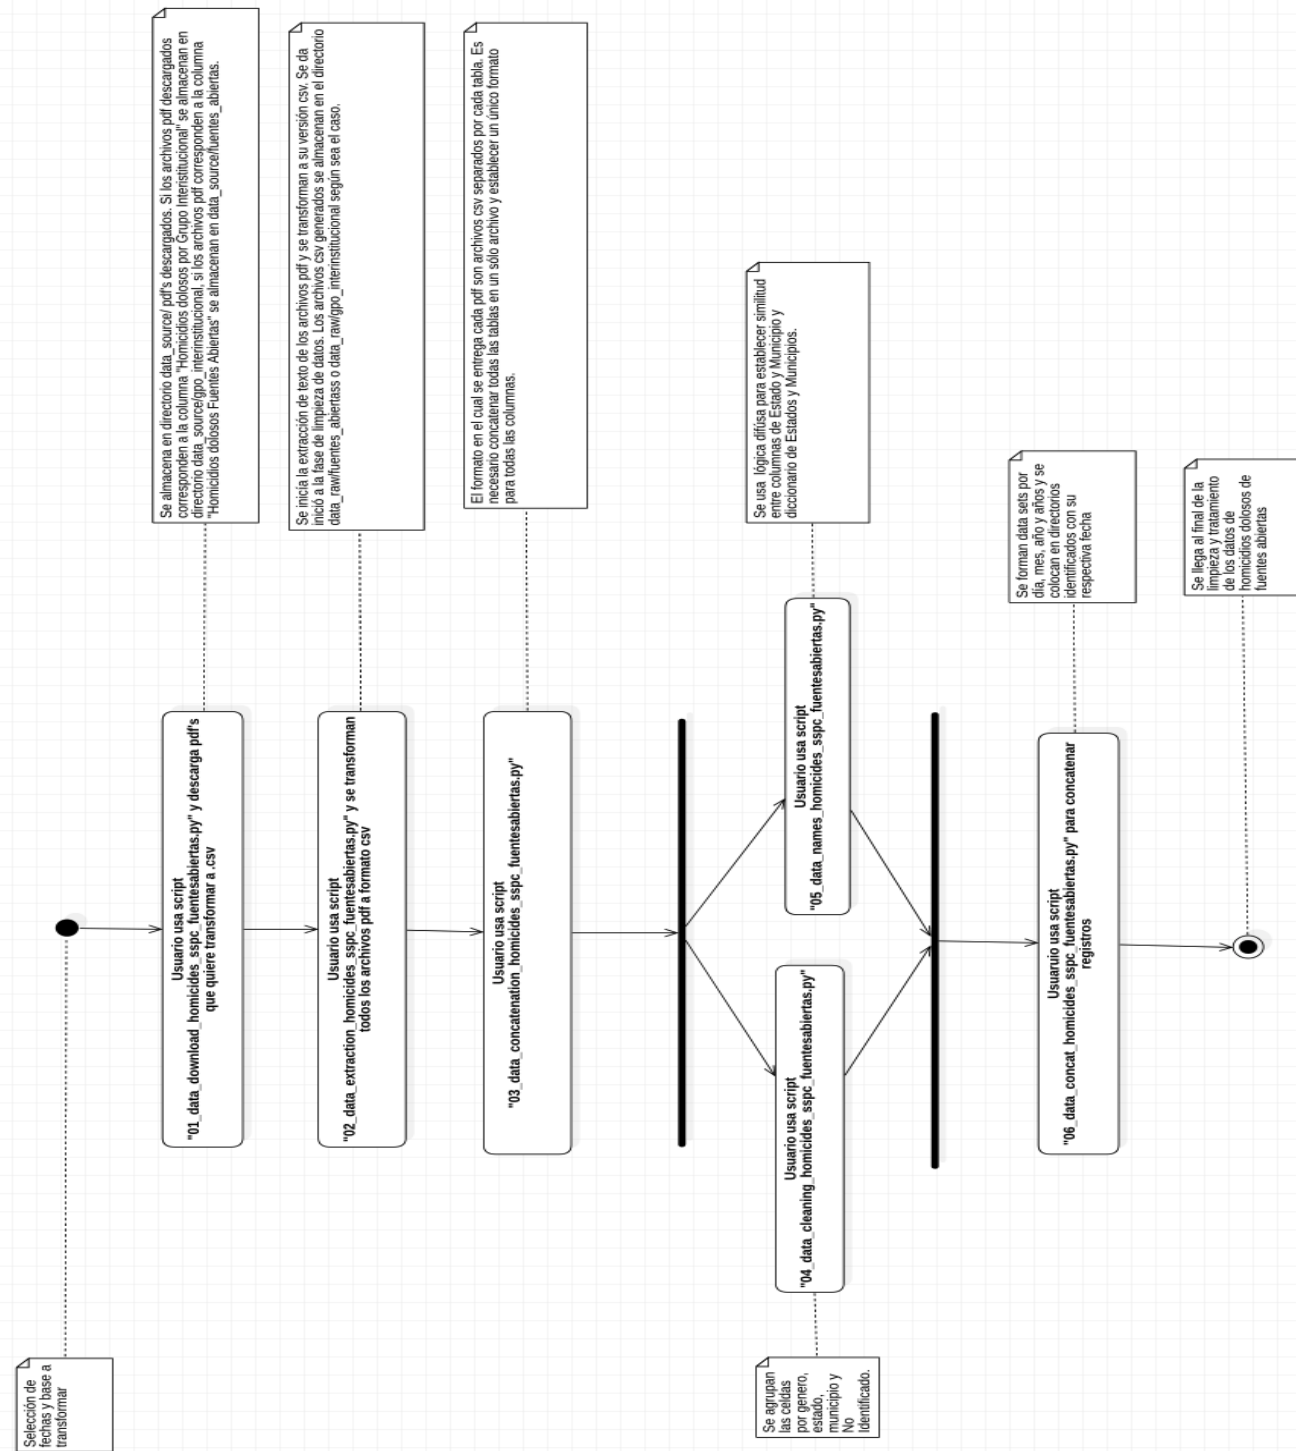 Selección de
fechas y base a
transformar
Se almacena en directorio data_source/ pdf's descargados. Si los archivos pdf descargados
corresponden a la columna "Homicidios dolosos por Grupo Interistitucional" se almacenan en
directorio data_source/gpo_interinstitucional, si los archivos pdf corresponden a la columna
"Homicidios dolosos Fuentes Abiertas" se almacenan en data_source/fuentes_abiertas.
Usuario usa script
"01_data_download_homicides_sspc_fuentesabiertas.py" y descarga pdf's
que quiere transformar a .csv
Se inicia la extracción de texto de los archivos pdf y se transforman a su versión csv. Se da
inició a la fase de limpieza de datos. Los archivos csv generados se almacenan en el directorio
data_raw/fuentes_abiertass o data_raw/gpo_interinstitucional según sea el caso.
Usuario usa script
"02_data_extraction_homicides_sspc_fuentesabiertas.py" y se transforman
todos los archivos pdf a formato csv
El formato en el cual se entrega cada pdf son archivos csv separados por cada tabla. Es
necesario concatenar todas las tablas en un sólo archivo y establecer un único formato
para todas las columnas.
Usuario usa script
"03_data_concatenation_homicides_sspc_fuentesabiertas.py"
Se usa lógica difúsa para establecer similitud
entre columnas de Estado y Municipio y
diccionario de Estados y Municipios.
Usuario usa script
"05_data_names_homicides_sspc_fuentesabiertas.py"
Usuario usa script
"04_data_cleaning_homicides_sspc_fuentesabiertas.py"
Se agrupan
las celdas
por genero,
estado,
municipio y
No
Identificado.
Se forman data sets por
día, mes, año y años y se
colocan en directorios
identificados con su
respectiva fecha
Usuaruio usa script
"06_data_concat_homicides_sspc_fuentesabiertas.py" para concatenar
registros
Se llega al final de la
limpieza y tratamiento
de los datos de
homicidios dolosos de
fuentes abiertas